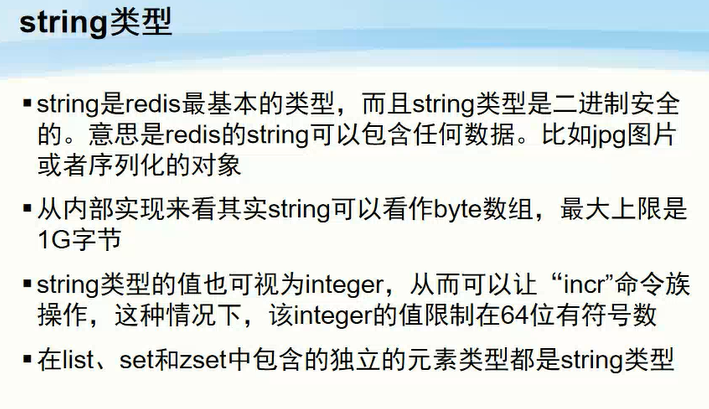 string类型
▪string是redis最基本的类型，而且string类型是二进制安全
的。意思是redis的string可以包含任何数据。比如jpg图片
或者序列化的对象
▪从内部实现来看其实string可以看作byte数组，最大上限是
1G字节
▪string类型的值也可视为integer，从而可以让“incr”命令族
操作，这种情况下，该integer的值限制在64位有符号数
▪在list、set和zset中包含的独立的元素类型都是string类型